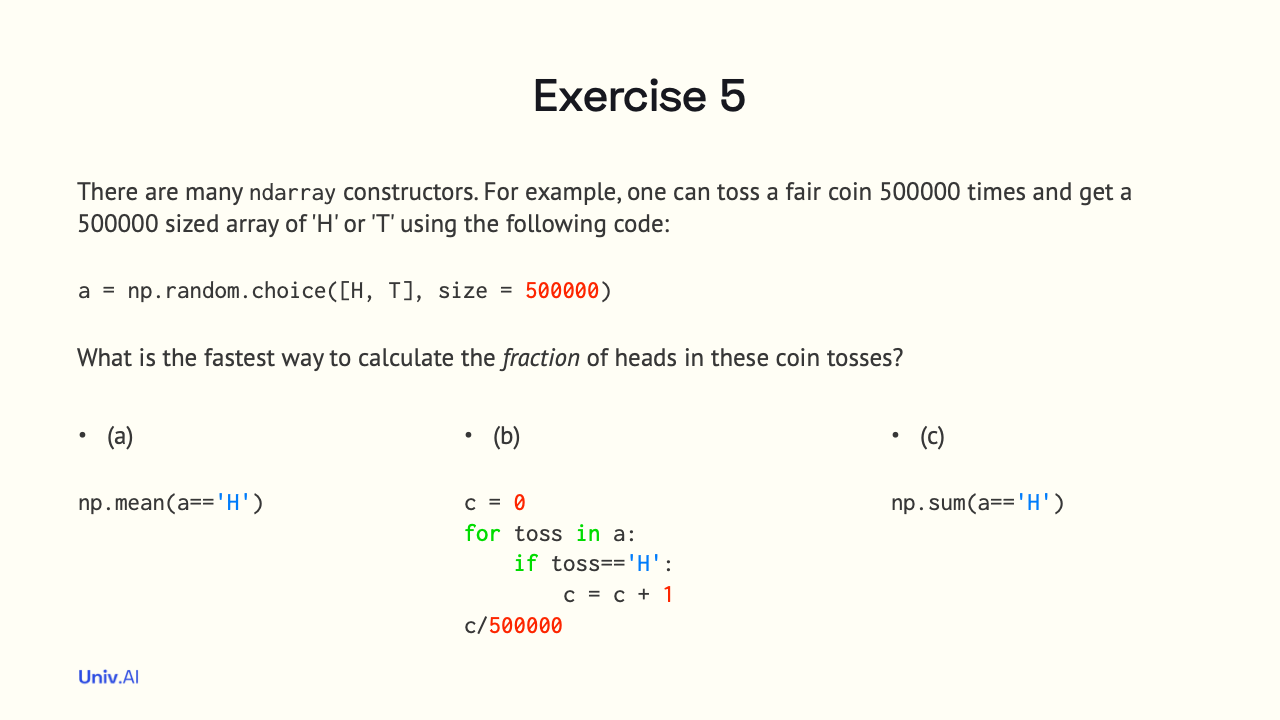 Exercise 5
There are many ndarray constructors. For example, one can toss a fair coin 500000 times and get a
500000 sized array of 'H' or 'T' using the following code:
a = np.random.choice([H, T], size = 500000)
What is the fastest way to calculate the fraction of heads in these coin tosses?
• (a)
np.mean(a=='H')
• (b)
c = 0
for toss in a:
    if toss=='H':
        c = c + 1
c/500000
• (c)
np.sum(a=='H')
Univ.AI